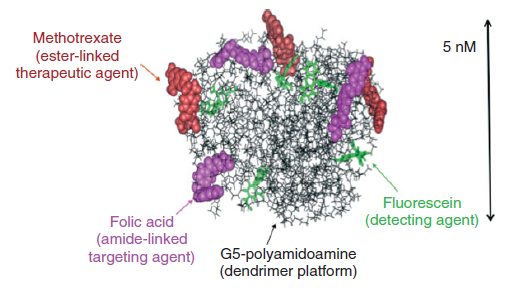 Methotrexate
(ester-linked
therapeutic agent)
5 nM
Folic acid
(amide-linked
targeting agent)
G5-polyamidoamine
(dendrimer platform)
Fluorescein
(detecting agent)